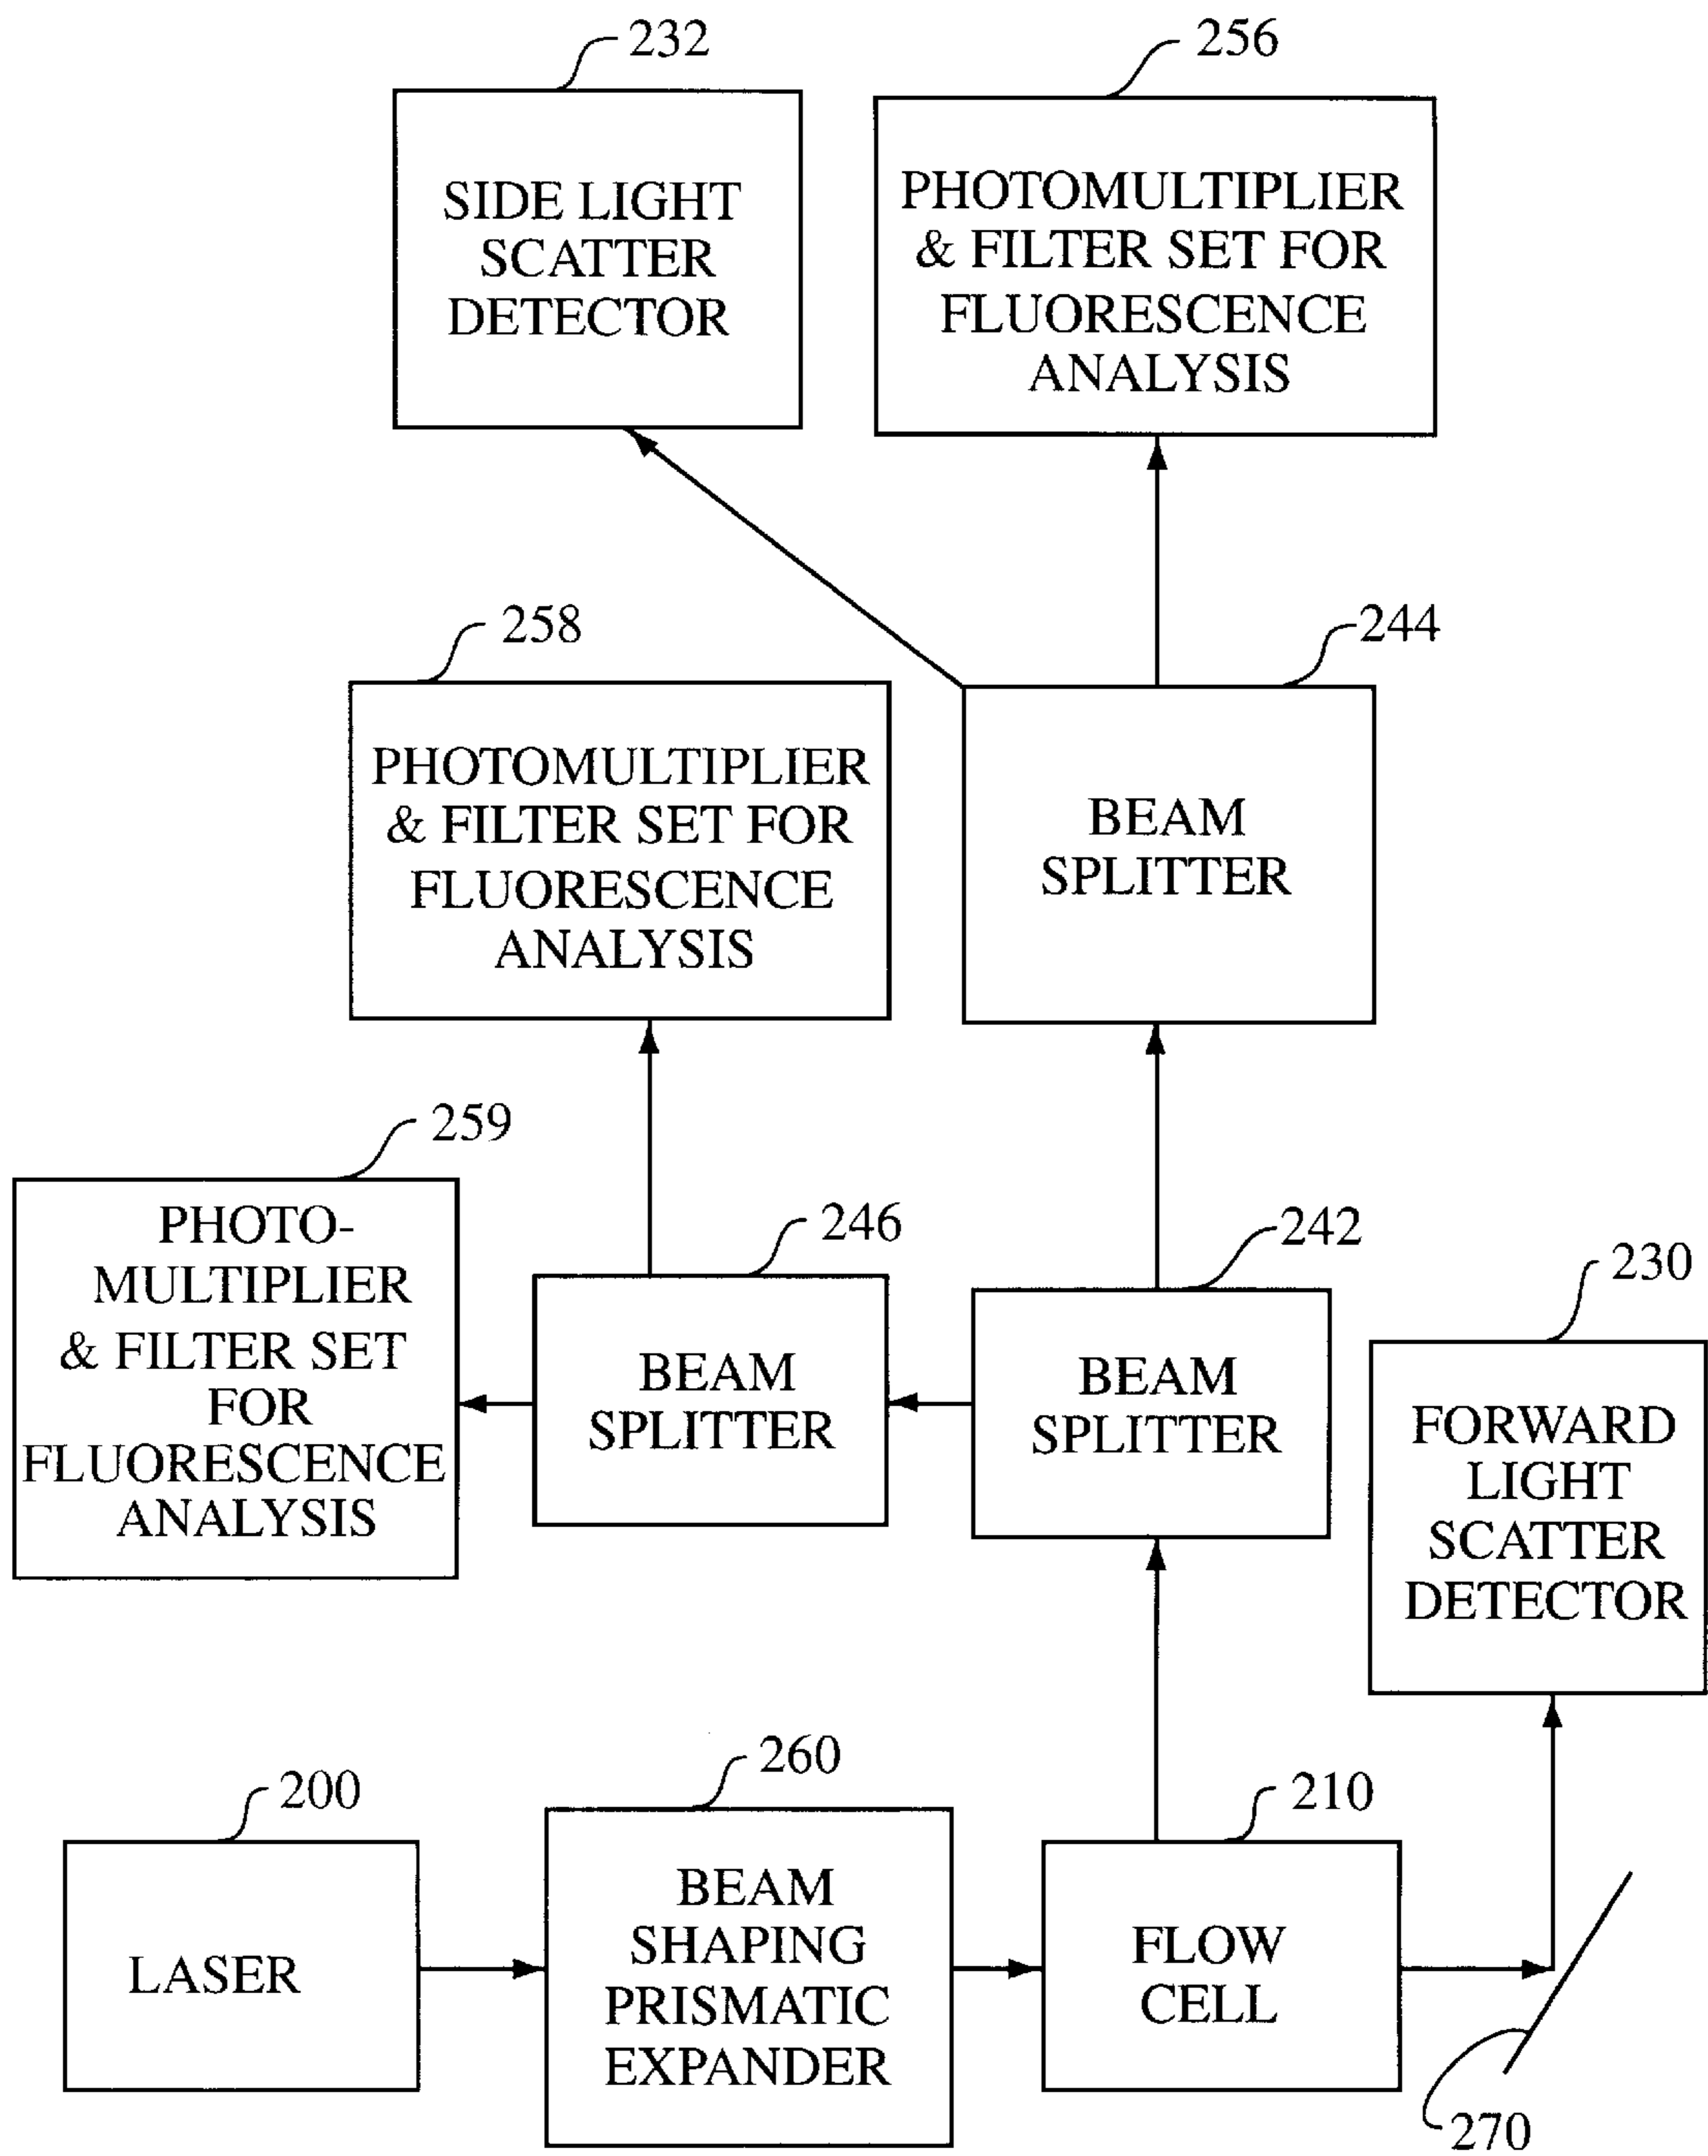 232
SIDE LIGHT
SCATTER
DETECTOR
256
PHOTOMULTIPLIER
& FILTER SET FOR
FLUORESCENCE
ANALYSIS
258
PHOTOMULTIPLIER
& FILTER SET FOR
FLUORESCENCE
ANALYSIS
244
BEAM
SPLITTER
259
PHOTO-
MULTIPLIER
& FILTER SET
FOR
FLUORESCENCE
ANALYSIS
246
BEAM
SPLITTER
242
BEAM
SPLITTER
230
FORWARD
LIGHT
SCATTER
DETECTOR
200
LASER
260
BEAM
SHAPING
PRISMATIC
EXPANDER
210
FLOW
CELL
270